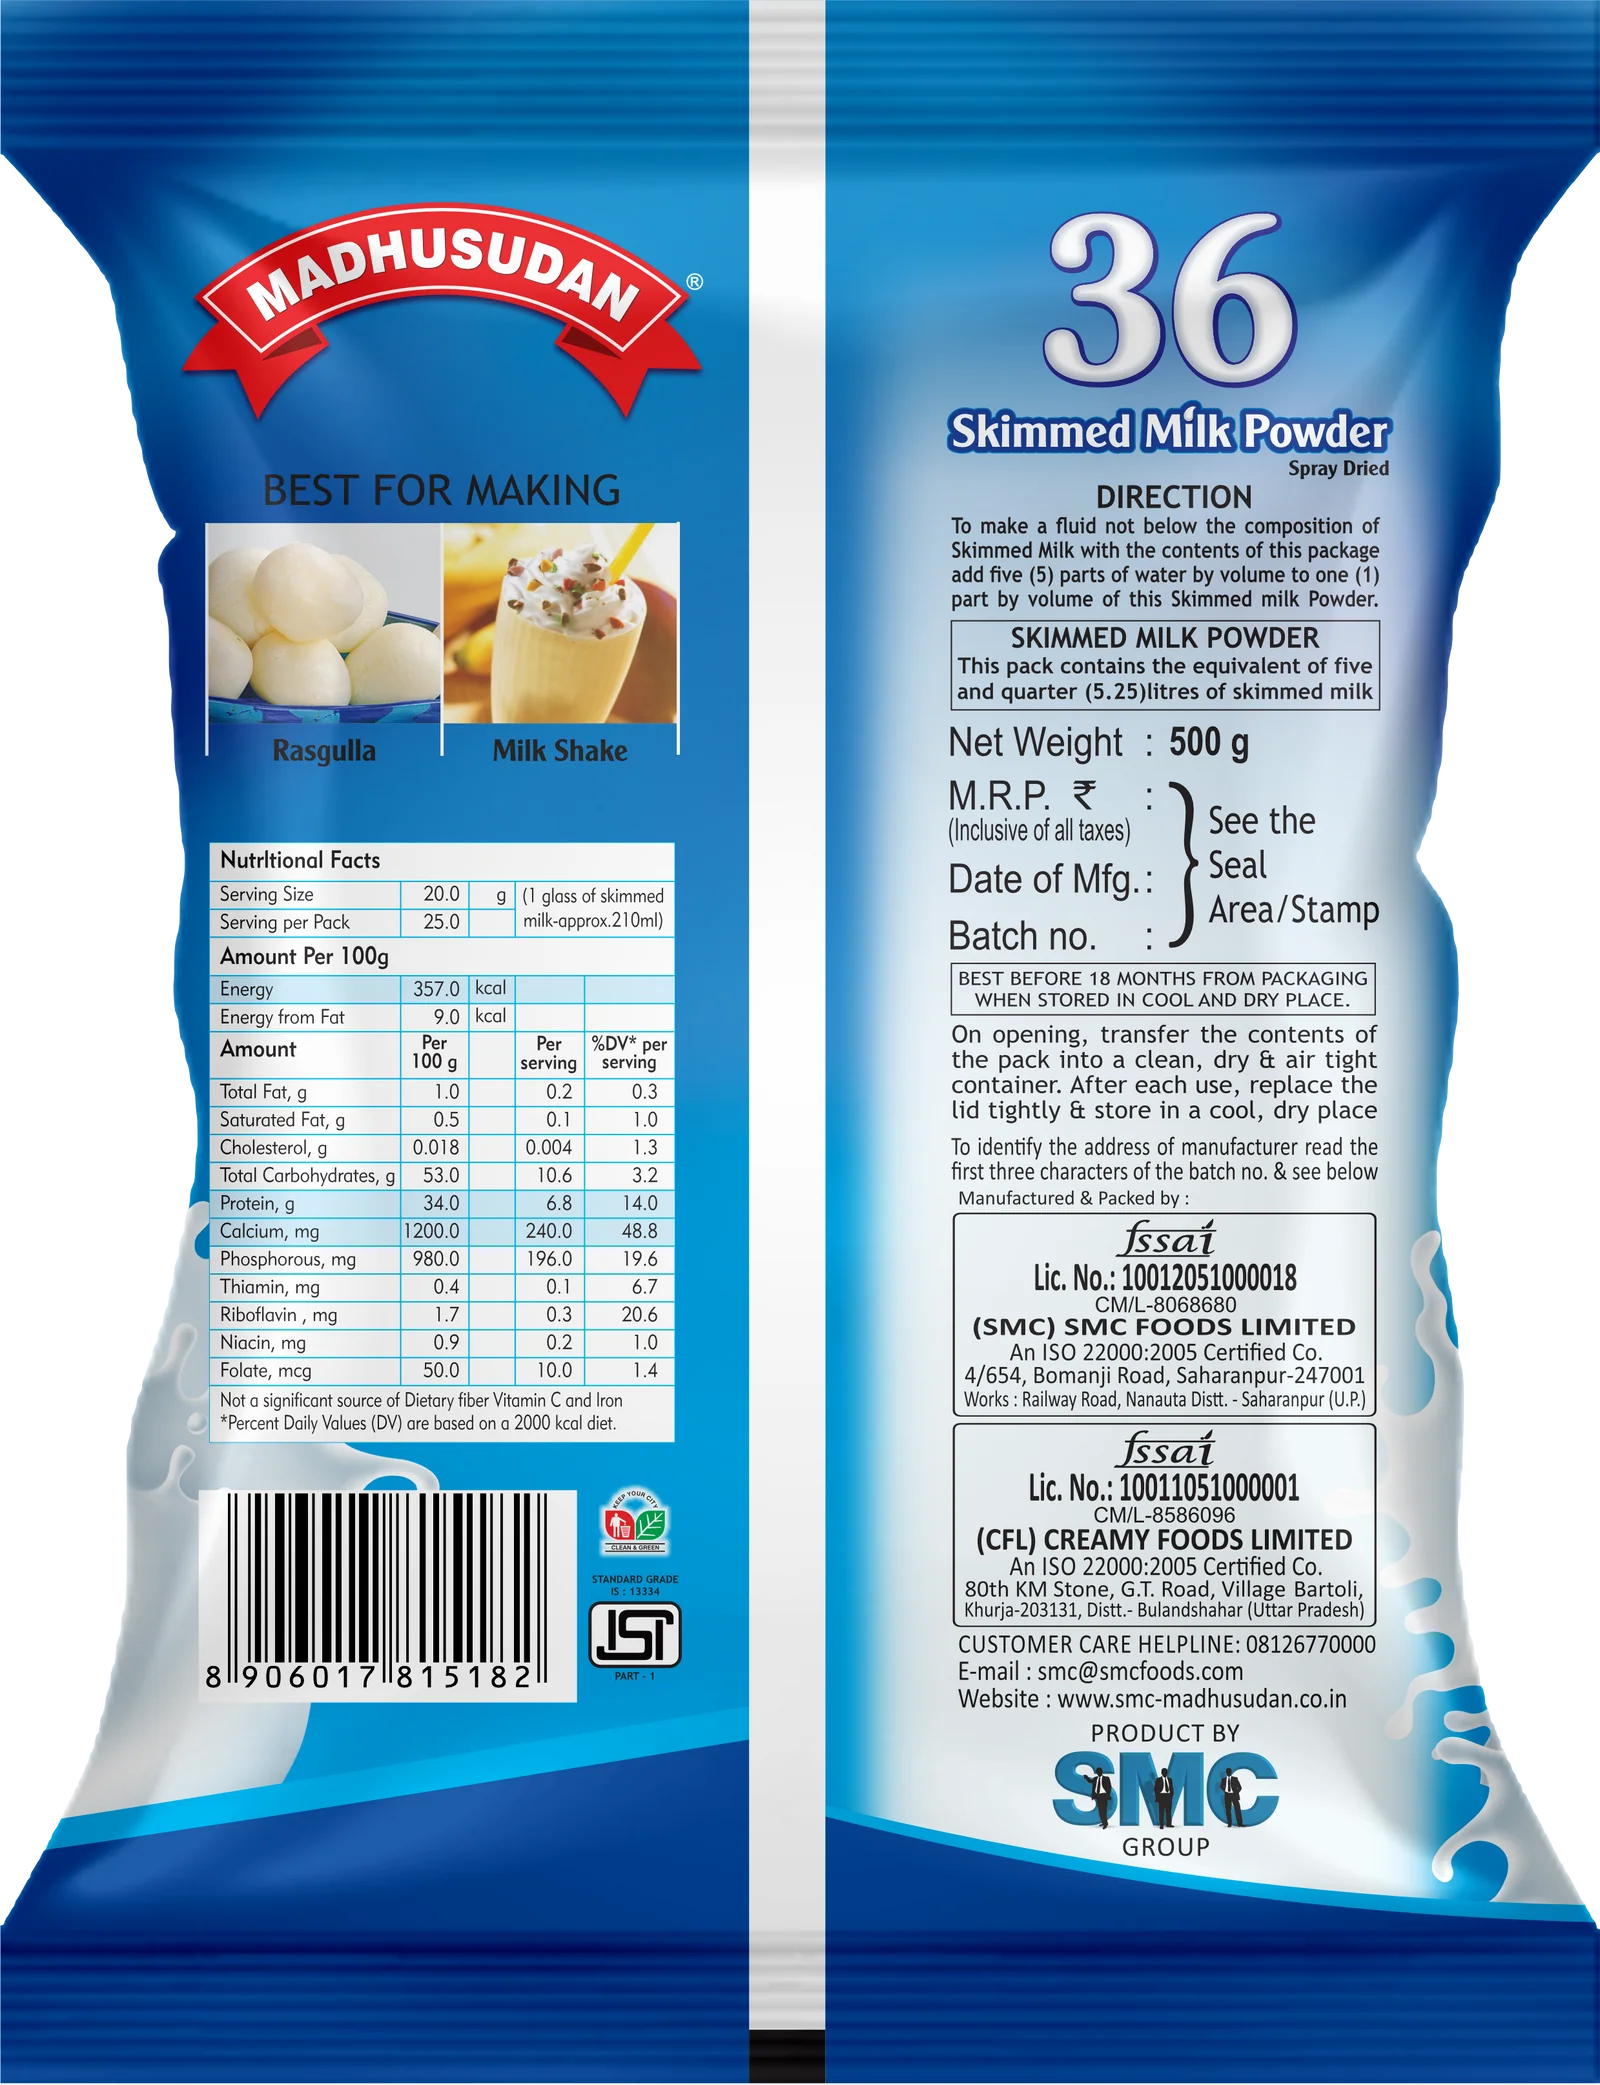 MADHUSUDAN ®
BEST FOR MAKING
Rasgulla
Milk Shake
NutrItional Facts
Serving Size 20.0 g (1 glass of skimmed
Serving per Pack 25.0 milk-approx.210ml)
Amount Per 100g
Energy 357.0 kcal
Energy from Fat 9.0 kcal
Amount Per 100 g Per serving %DV* per serving
Total Fat, g 1.0 0.2 0.3
Saturated Fat, g 0.5 0.1 1.0
Cholesterol, g 0.018 0.004 1.3
Total Carbohydrates, g 53.0 10.6 3.2
Protein, g 34.0 6.8 14.0
Calcium, mg 1200.0 240.0 48.8
Phosphorous, mg 980.0 196.0 19.6
Thiamin, mg 0.4 0.1 6.7
Riboflavin , mg 1.7 0.3 20.6
Niacin, mg 0.9 0.2 1.0
Folate, mcg 50.0 10.0 1.4
Not a significant source of Dietary fiber Vitamin C and Iron
*Percent Daily Values (DV) are based on a 2000 kcal diet.
8 906017 815182
KEEP YOUR CITY
CLEAN & GREEN
STANDARD GRADE
IS : 13334
ISI
PART - 1
36
Skimmed Milk Powder
Spray Dried
DIRECTION
To make a fluid not below the composition of
Skimmed Milk with the contents of this package
add five (5) parts of water by volume to one (1)
part by volume of this Skimmed milk Powder.
SKIMMED MILK POWDER
This pack contains the equivalent of five
and quarter (5.25)litres of skimmed milk
Net Weight : 500 g
M.R.P. ₹ :
(Inclusive of all taxes)
Date of Mfg. :
Batch no. :
See the
Seal
Area/Stamp
BEST BEFORE 18 MONTHS FROM PACKAGING
WHEN STORED IN COOL AND DRY PLACE.
On opening, transfer the contents of
the pack into a clean, dry & air tight
container. After each use, replace the
lid tightly & store in a cool, dry place
To identify the address of manufacturer read the
first three characters of the batch no. & see below
Manufactured & Packed by :
fssai
Lic. No.: 10012051000018
CM/L-8068680
(SMC) SMC FOODS LIMITED
An ISO 22000:2005 Certified Co.
4/654, Bomanji Road, Saharanpur-247001
Works : Railway Road, Nanauta Distt. - Saharanpur (U.P.)
fssai
Lic. No.: 10011051000001
CM/L-8586096
(CFL) CREAMY FOODS LIMITED
An ISO 22000:2005 Certified Co.
80th KM Stone, G.T. Road, Village Bartoli,
Khurja-203131, Distt.- Bulandshahar (Uttar Pradesh)
CUSTOMER CARE HELPLINE: 08126770000
E-mail : smc@smcfoods.com
Website : www.smc-madhusudan.co.in
PRODUCT BY
SMC
GROUP